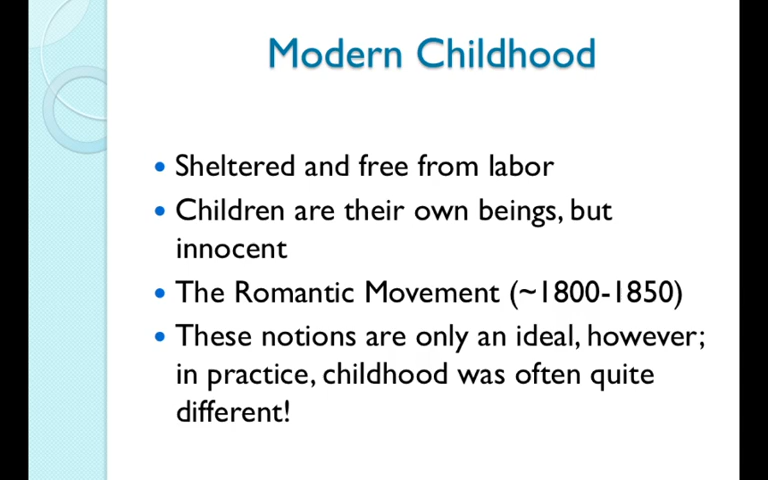 Modern Childhood
• Sheltered and free from labor
• Children are their own beings, but
innocent
• The Romantic Movement (~1800-1850)
• These notions are only an ideal, however;
in practice, childhood was often quite
different!